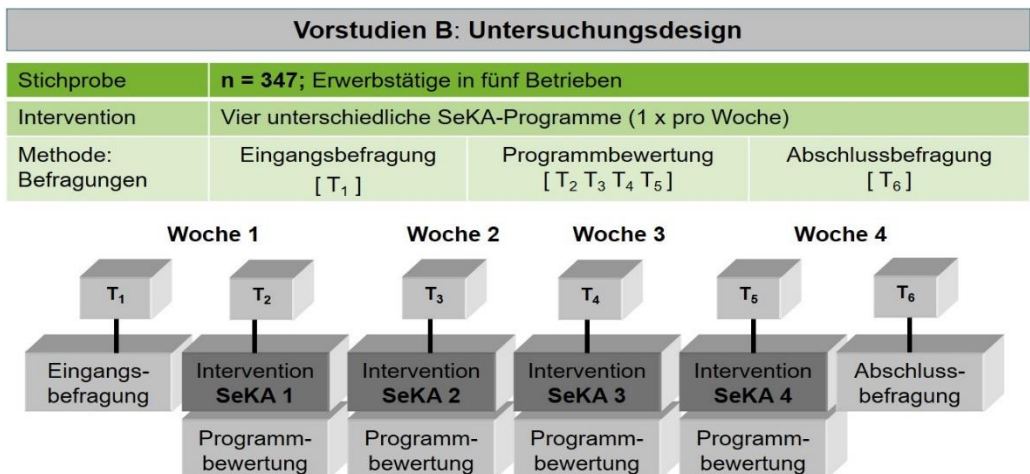 Vorstudien B: Untersuchungsdesign
Stichprobe n = 347; Erwerbstätige in fünf Betrieben
Intervention Vier unterschiedliche SeKA-Programme (1 x pro Woche)
Methode: Eingangsbefragung Programmbewertung Abschlussbefragung
Befragungen [ T₁ ] [ T₂ T₃ T₄ T₅ ] [ T₆ ]
Woche 1 Woche 2 Woche 3 Woche 4
T₁ T₂ T₃ T₄ T₅ T₆
Eingangs- Intervention Intervention Intervention Intervention Abschluss-
befragung SeKA 1 SeKA 2 SeKA 3 SeKA 4 befragung
Programm- Programm- Programm- Programm-
bewertung bewertung bewertung bewertung